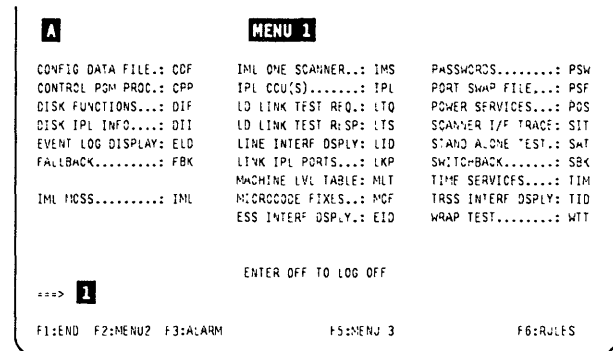 A MENU 1
CONFIG DATA FILE.: CDF IML ONE SCANNER..: IMS PASSWORDS........: PSW
CONTROL PGM PROC.: CPP IPL CCU(S).......: IPL PORT SWAP FILE...: PSF
DISK FUNCTIONS...: DIF LD LINK TEST REQ.: LTQ POWER SERVICES...: POS
DISK IPL INFO....: DII LD LINK TEST RESP: LTS SCANNER I/F TRACE: SIT
EVENT LOG DISPLAY: ELD LINE INTERF DSPLY: LID STAND ALONE TEST.: SAT
FALLBACK.........: FBK LINK IPL PORTS...: LKP SWITCHBACK.......: SBK
MACHINE LVL TABLE: MLT TIME SERVICES....: TIM
IML MOSS.........: IML MICROCODE FIXES..: MCF TRSS INTERF DSPLY: TID
ESS INTERF DSPLY.: EID WRAP TEST........: WTT
ENTER OFF TO LOG OFF
===> 1
F1:END F2:MENU2 F3:ALARM F5:MENU 3 F6:RULES